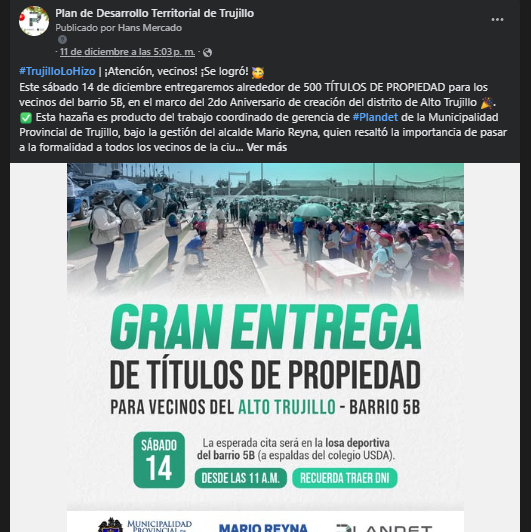 Plan de Desarrollo Territorial de Trujillo
Publicado por Hans Mercado
· 11 de diciembre a las 5:03 p. m. ·
#TrujilloLoHizo | ¡Atención, vecinos! ¡Se logró! 🥰
Este sábado 14 de diciembre entregaremos alrededor de 500 TÍTULOS DE PROPIEDAD para los
vecinos del barrio 5B, en el marco del 2do Aniversario de creación del distrito de Alto Trujillo 🎉.
✅ Esta hazaña es producto del trabajo coordinado de gerencia de #Plandet de la Municipalidad
Provincial de Trujillo, bajo la gestión del alcalde Mario Reyna, quien resaltó la importancia de pasar
a la formalidad a todos los vecinos de la ciu... Ver más
GRAN ENTREGA
DE TÍTULOS DE PROPIEDAD
PARA VECINOS DEL ALTO TRUJILLO - BARRIO 5B
SÁBADO
14
La esperada cita será en la losa deportiva
del barrio 5B (a espaldas del colegio USDA).
DESDE LAS 11 A.M.
RECUERDA TRAER DNI
MUNICIPALIDAD
PROVINCIAL DE
MARIO REYNA
PLANDET